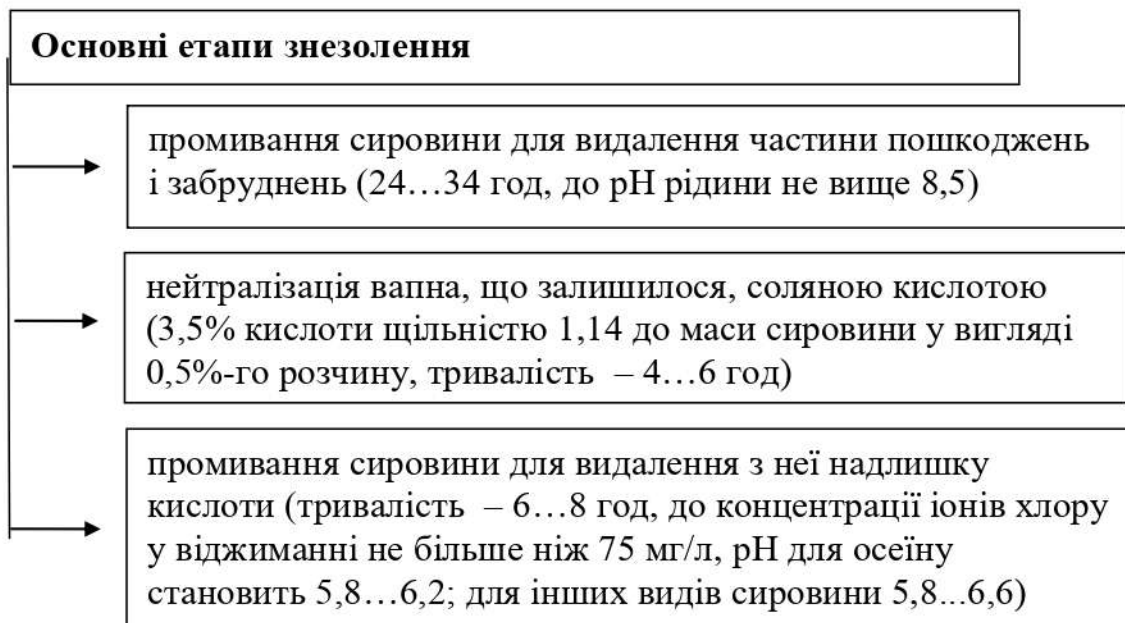 Основні етапи знезолення
промивання сировини для видалення частини пошкоджень
і забруднень (24…34 год, до рН рідини не вище 8,5)
нейтралізація вапна, що залишилося, соляною кислотою
(3,5% кислоти щільністю 1,14 до маси сировини у вигляді
0,5%-го розчину, тривалість – 4…6 год)
промивання сировини для видалення з неї надлишку
кислоти (тривалість – 6…8 год, до концентрації іонів хлору
у віджиманні не більше ніж 75 мг/л, рН для осеїну
становить 5,8…6,2; для інших видів сировини 5,8...6,6)